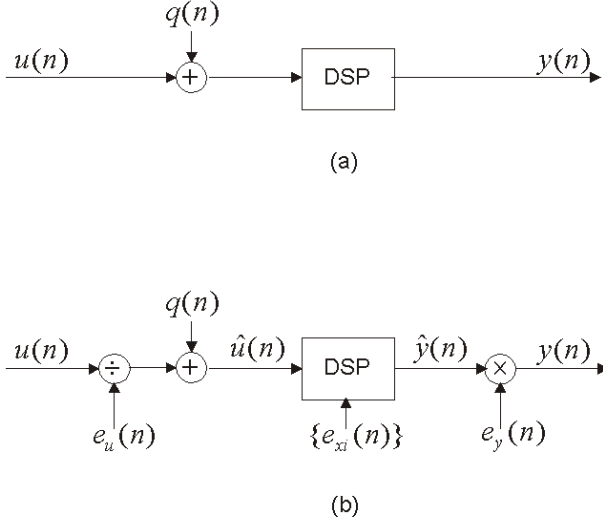 q(n)
u(n) + DSP y(n)
(a)
q(n)
u(n) ÷ + û(n) DSP ŷ(n) × y(n)
e_u(n) {e_xi(n)} e_y(n)
(b)